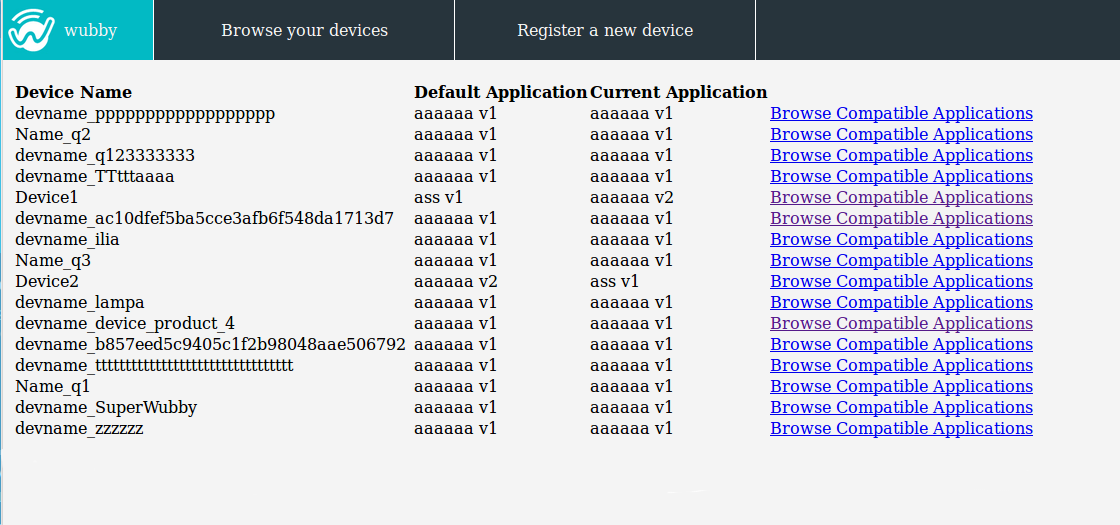 wubby Browse your devices Register a new device
Device Name Default Application Current Application
devname_pppppppppppppppppp aaaaaa v1 aaaaaa v1 Browse Compatible Applications
Name_q2 aaaaaa v1 aaaaaa v1 Browse Compatible Applications
devname_q123333333 aaaaaa v1 aaaaaa v1 Browse Compatible Applications
devname_TTtttaaaa aaaaaa v1 aaaaaa v1 Browse Compatible Applications
Device1 ass v1 aaaaaa v2 Browse Compatible Applications
devname_ac10dfef5ba5cce3afb6f548da1713d7 aaaaaa v1 aaaaaa v1 Browse Compatible Applications
devname_ilia aaaaaa v1 aaaaaa v1 Browse Compatible Applications
Name_q3 aaaaaa v1 aaaaaa v1 Browse Compatible Applications
Device2 aaaaaa v2 ass v1 Browse Compatible Applications
devname_lampa aaaaaa v1 aaaaaa v1 Browse Compatible Applications
devname_device_product_4 aaaaaa v1 aaaaaa v1 Browse Compatible Applications
devname_b857eed5c9405c1f2b98048aae506792 aaaaaa v1 aaaaaa v1 Browse Compatible Applications
devname_ttttttttttttttttttttttttttttttttt aaaaaa v1 aaaaaa v1 Browse Compatible Applications
Name_q1 aaaaaa v1 aaaaaa v1 Browse Compatible Applications
devname_SuperWubby aaaaaa v1 aaaaaa v1 Browse Compatible Applications
devname_zzzzzz aaaaaa v1 aaaaaa v1 Browse Compatible Applications